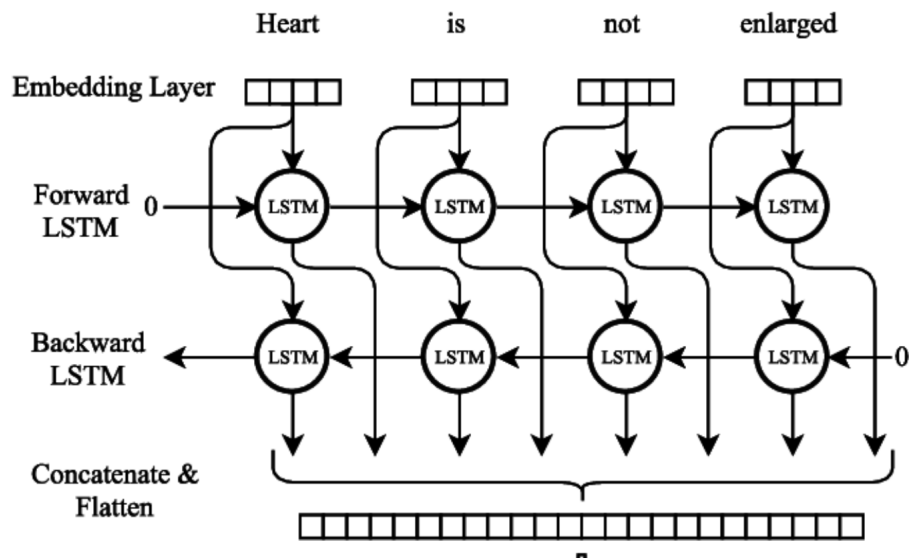 Heart is not enlarged
Embedding Layer
Forward
LSTM
0
LSTM LSTM LSTM LSTM
Backward
LSTM
LSTM LSTM LSTM LSTM
0
Concatenate &
Flatten